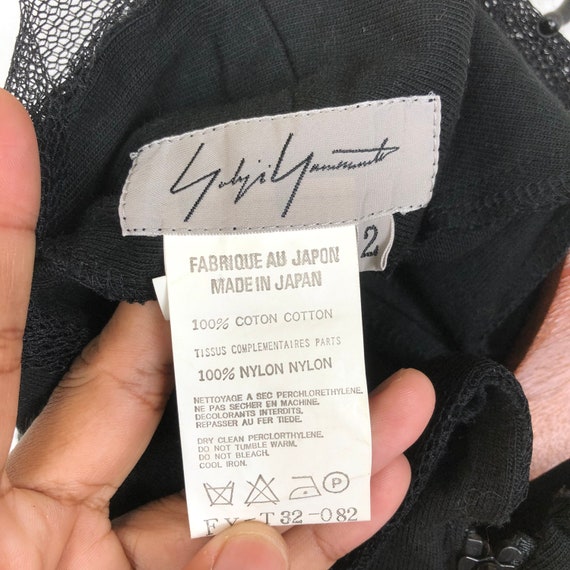 Yohji Yamamoto
2
FABRIQUE AU JAPON
MADE IN JAPAN
100% COTON COTTON
TISSUS COMPLEMENTAIRES PARTS
100% NYLON NYLON
NETTOYAGE A SEC PERCHLORETHYLENE.
NE PAS SECHER EN MACHINE.
DECOLORANTS INTERDITS.
REPASSER AU FER TIEDE.
DRY CLEAN PERCLORTHYLENE.
DO NOT TUMBLE WARM.
DO NOT BLEACH.
COOL IRON.
P
T32-082